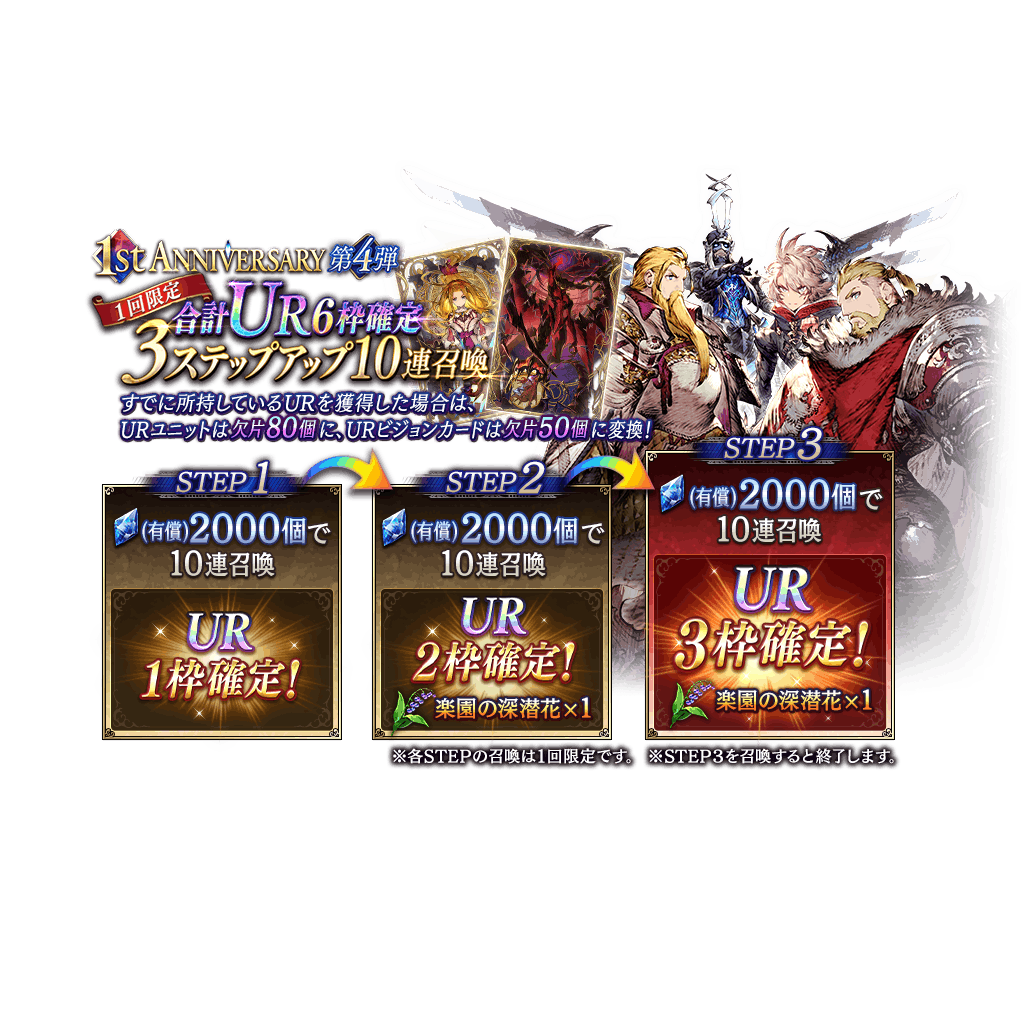 1st ANNIVERSARY 第4弾
1回限定
合計UR6枠確定
3ステップアップ10連召喚
すでに所持しているURを獲得した場合は、
URユニットは欠片80個に、URビジョンカードは欠片50個に変換!
STEP 1
(有償)2000個で
10連召喚
UR
1枠確定!
STEP 2
(有償)2000個で
10連召喚
UR
2枠確定!
楽園の深潜花×1
STEP 3
(有償)2000個で
10連召喚
UR
3枠確定!
楽園の深潜花×1
※各STEPの召喚は1回限定です。 ※STEP3を召喚すると終了します。